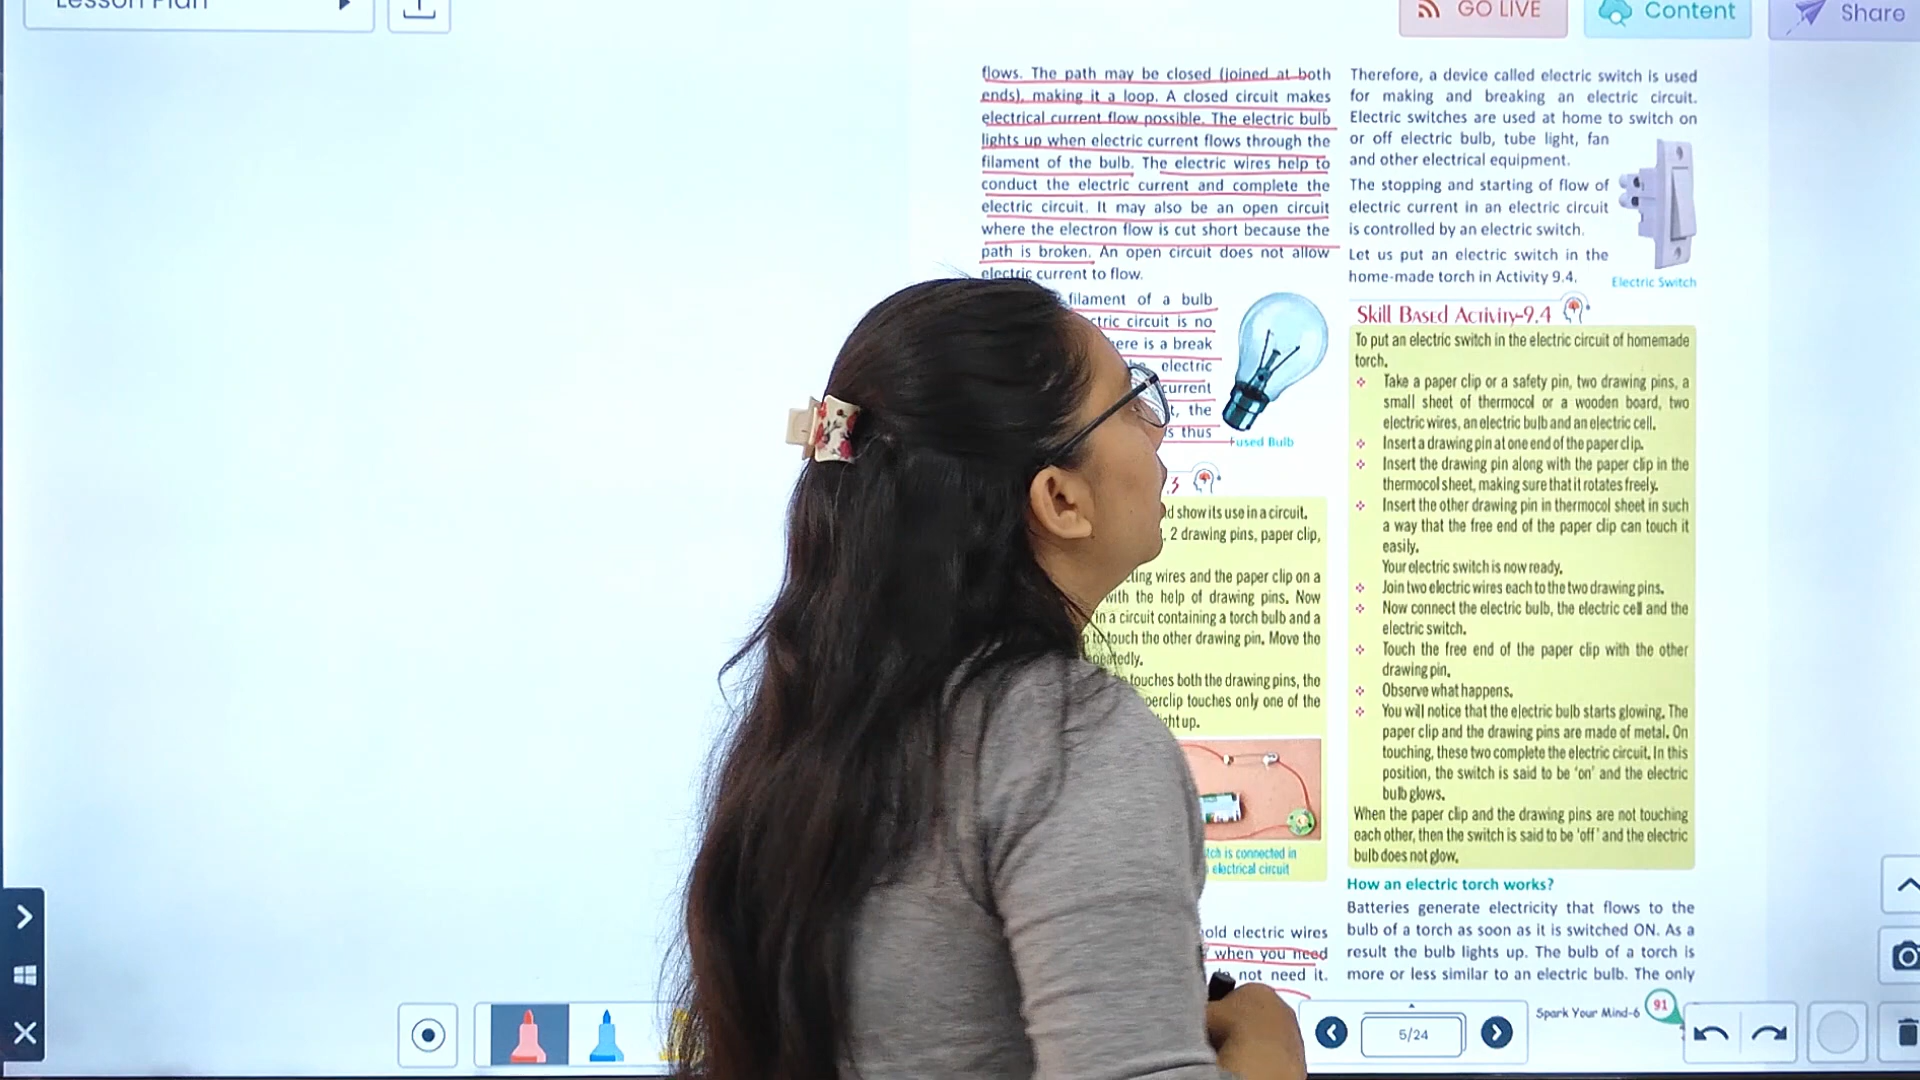 Lesson Plan
GO LIVE
Content
Share
flows. The path may be closed (joined at both
ends), making it a loop. A closed circuit makes
electrical current flow possible. The electric bulb
lights up when electric current flows through the
filament of the bulb. The electric wires help to
conduct the electric current and complete the
electric circuit. It may also be an open circuit
where the electron flow is cut short because the
path is broken. An open circuit does not allow
electric current to flow.
filament of a bulb
circuit is no
there is a break
electric
current
the
is thus
Fused Bulb
show its use in a circuit.
2 drawing pins, paper clip,
wires and the paper clip on a
with the help of drawing pins. Now
in a circuit containing a torch bulb and a
to touch the other drawing pin. Move the
touches both the drawing pins, the
paperclip touches only one of the
up.
is connected in
electrical circuit
old electric wires
when you need
not need it.
Therefore, a device called electric switch is used
for making and breaking an electric circuit.
Electric switches are used at home to switch on
or off electric bulb, tube light, fan
and other electrical equipment.
The stopping and starting of flow of
electric current in an electric circuit
is controlled by an electric switch.
Let us put an electric switch in the
home-made torch in Activity 9.4.
Electric Switch
Skill Based Activity-9.4
To put an electric switch in the electric circuit of homemade
torch.
❖ Take a paper clip or a safety pin, two drawing pins, a
small sheet of thermocol or a wooden board, two
electric wires, an electric bulb and an electric cell.
❖ Insert a drawing pin at one end of the paper clip.
❖ Insert the drawing pin along with the paper clip in the
thermocol sheet, making sure that it rotates freely.
❖ Insert the other drawing pin in thermocol sheet in such
a way that the free end of the paper clip can touch it
easily.
Your electric switch is now ready.
❖ Join two electric wires each to the two drawing pins.
❖ Now connect the electric bulb, the electric cell and the
electric switch.
❖ Touch the free end of the paper clip with the other
drawing pin.
❖ Observe what happens.
❖ You will notice that the electric bulb starts glowing. The
paper clip and the drawing pins are made of metal. On
touching, these two complete the electric circuit. In this
position, the switch is said to be 'on' and the electric
bulb glows.
When the paper clip and the drawing pins are not touching
each other, then the switch is said to be 'off' and the electric
bulb does not glow.
How an electric torch works?
Batteries generate electricity that flows to the
bulb of a torch as soon as it is switched ON. As a
result the bulb lights up. The bulb of a torch is
more or less similar to an electric bulb. The only
Spark Your Mind-6
91
5/24